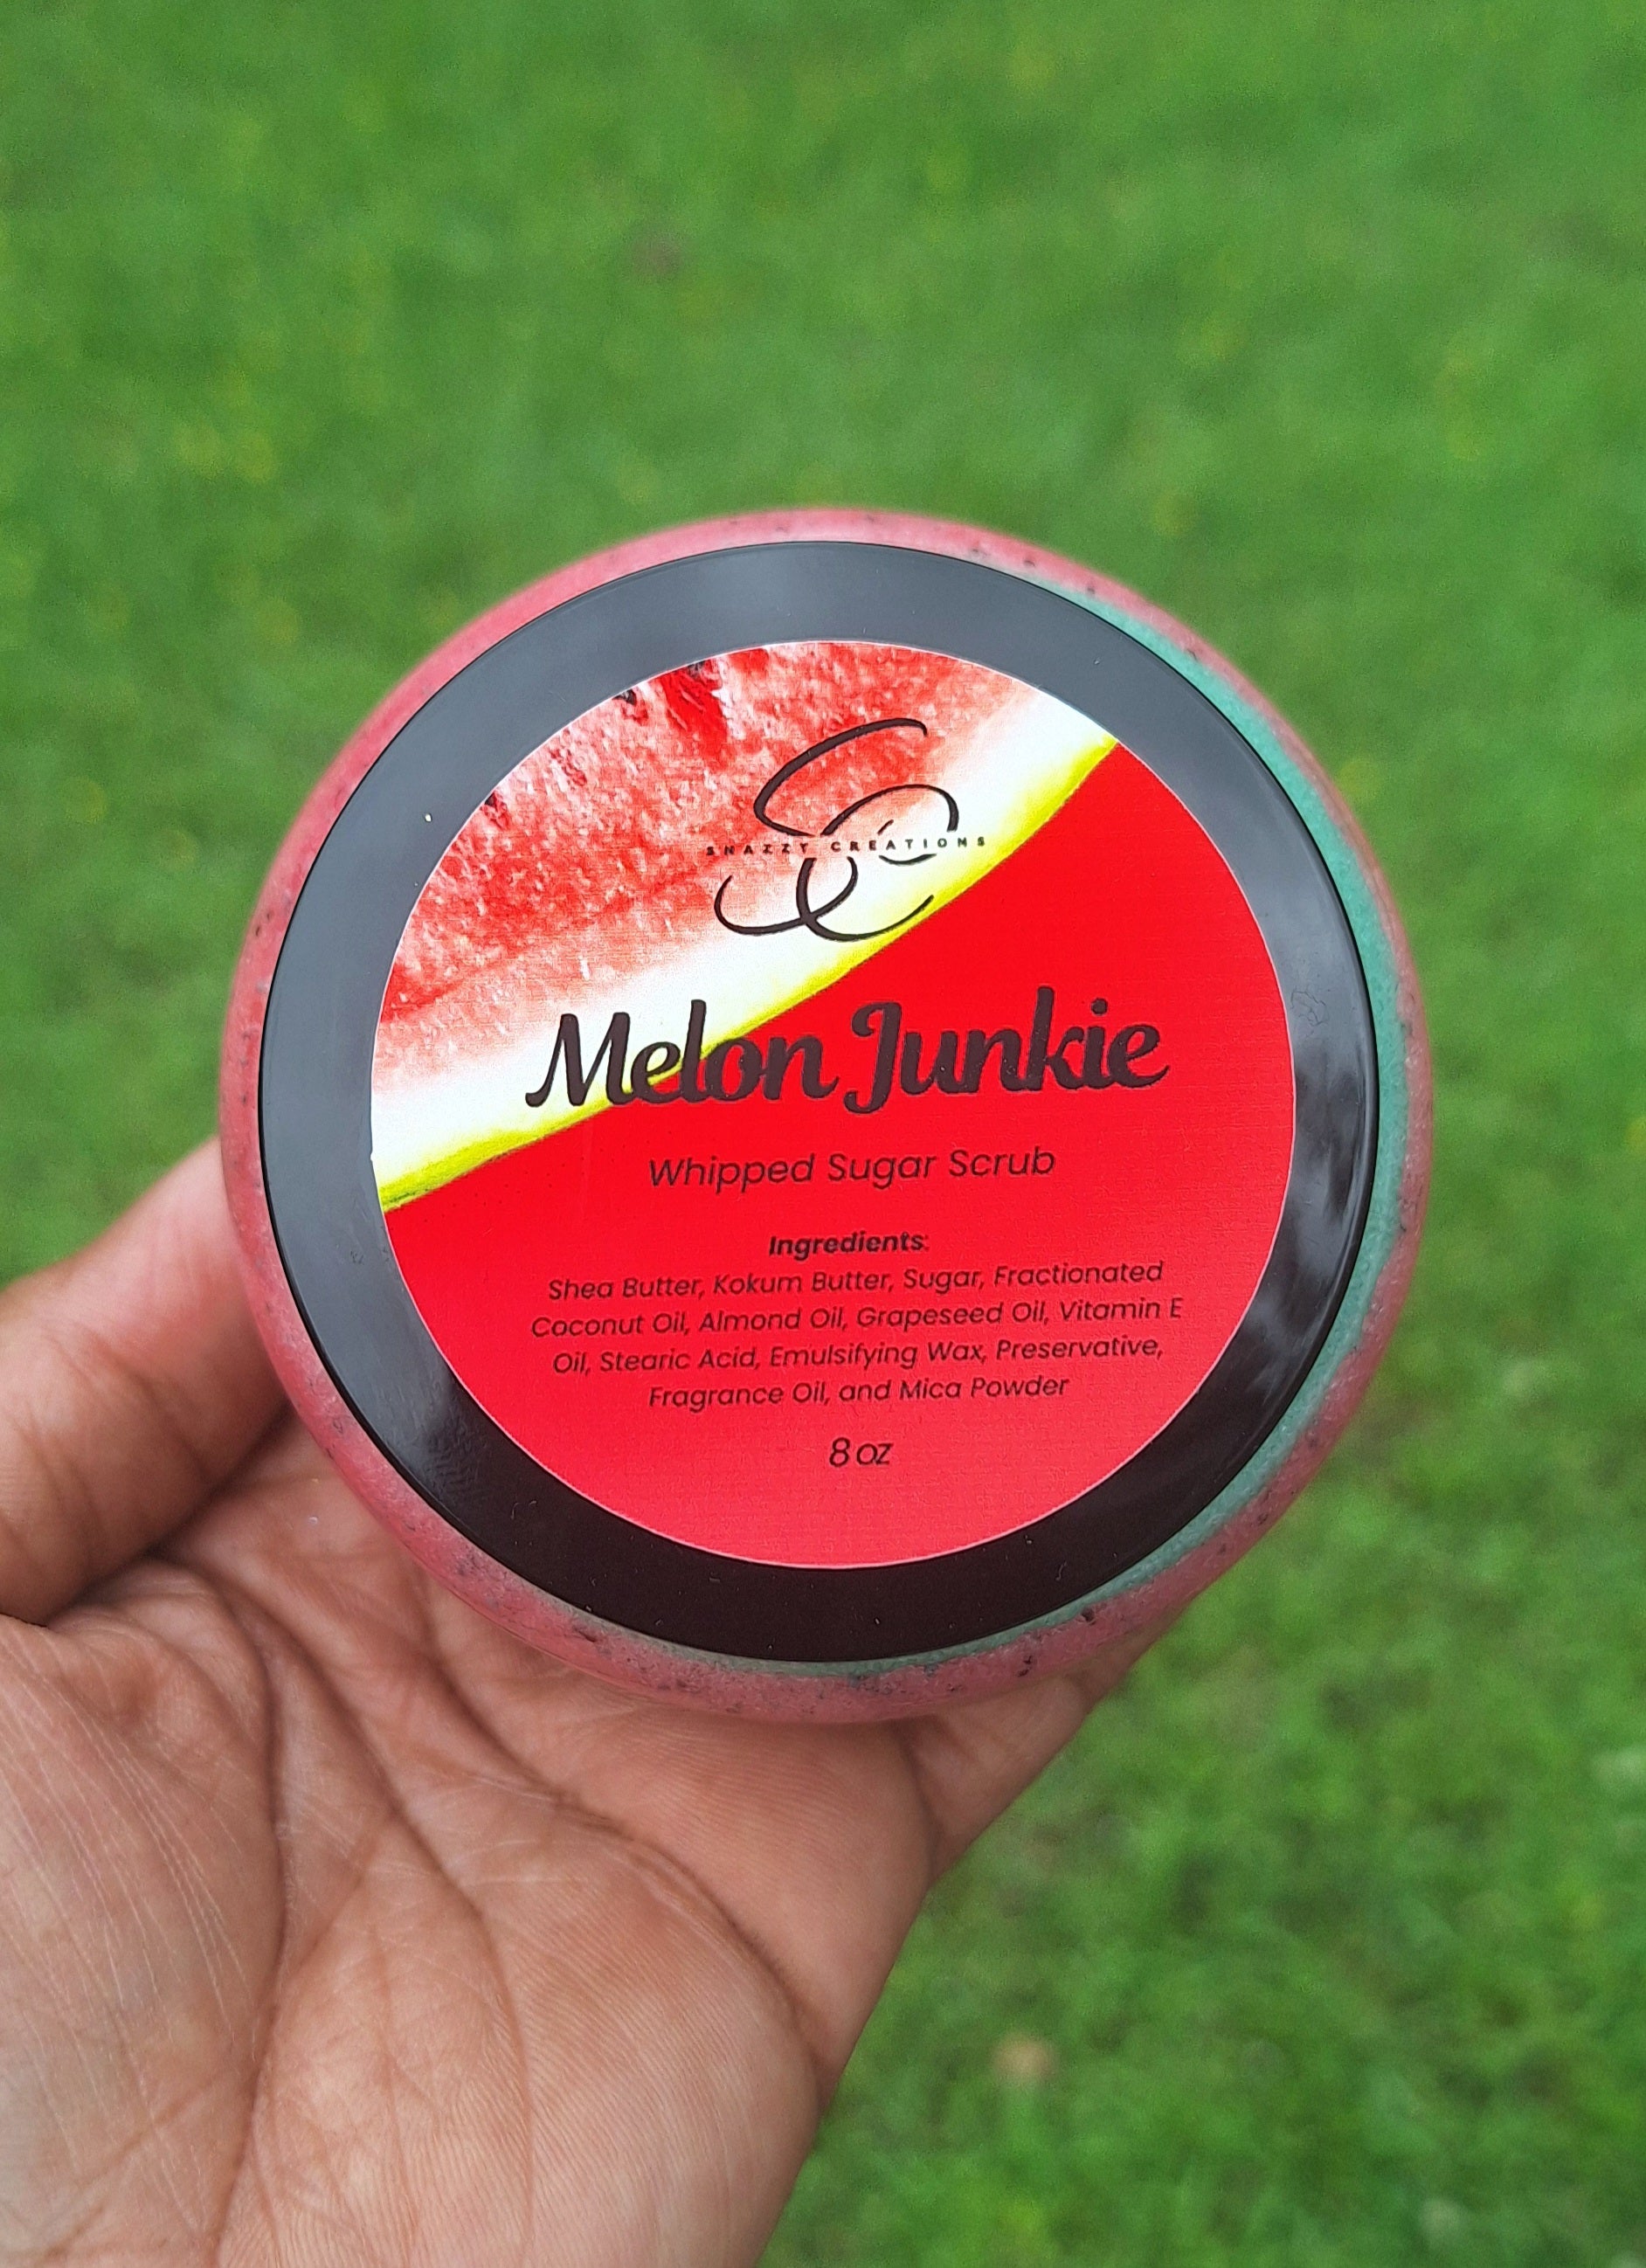 SNAZZY CREATIONS
Melon Junkie
Whipped Sugar Scrub
Ingredients:
Shea Butter, Kokum Butter, Sugar, Fractionated
Coconut Oil, Almond Oil, Grapeseed Oil, Vitamin E
Oil, Stearic Acid, Emulsifying Wax, Preservative,
Fragrance Oil, and Mica Powder
8 oz